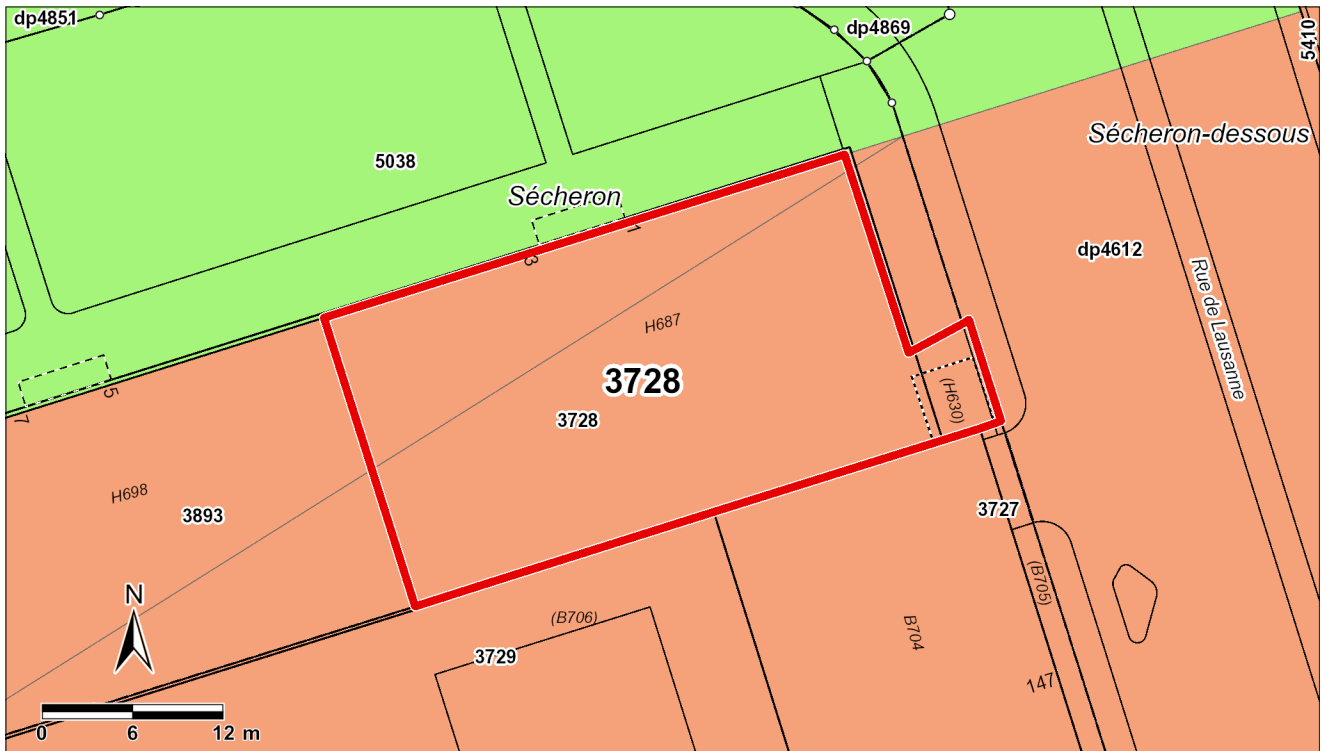 dp4851
dp4869
5410
Sécheron-dessous
5038
Sécheron
1
3
dp4612
Rue de Lausanne
H687
3728
3728
5
7
(H630)
H698
3893
3727
N
(B706)
(B705)
B704
3729
147
0 6 12 m